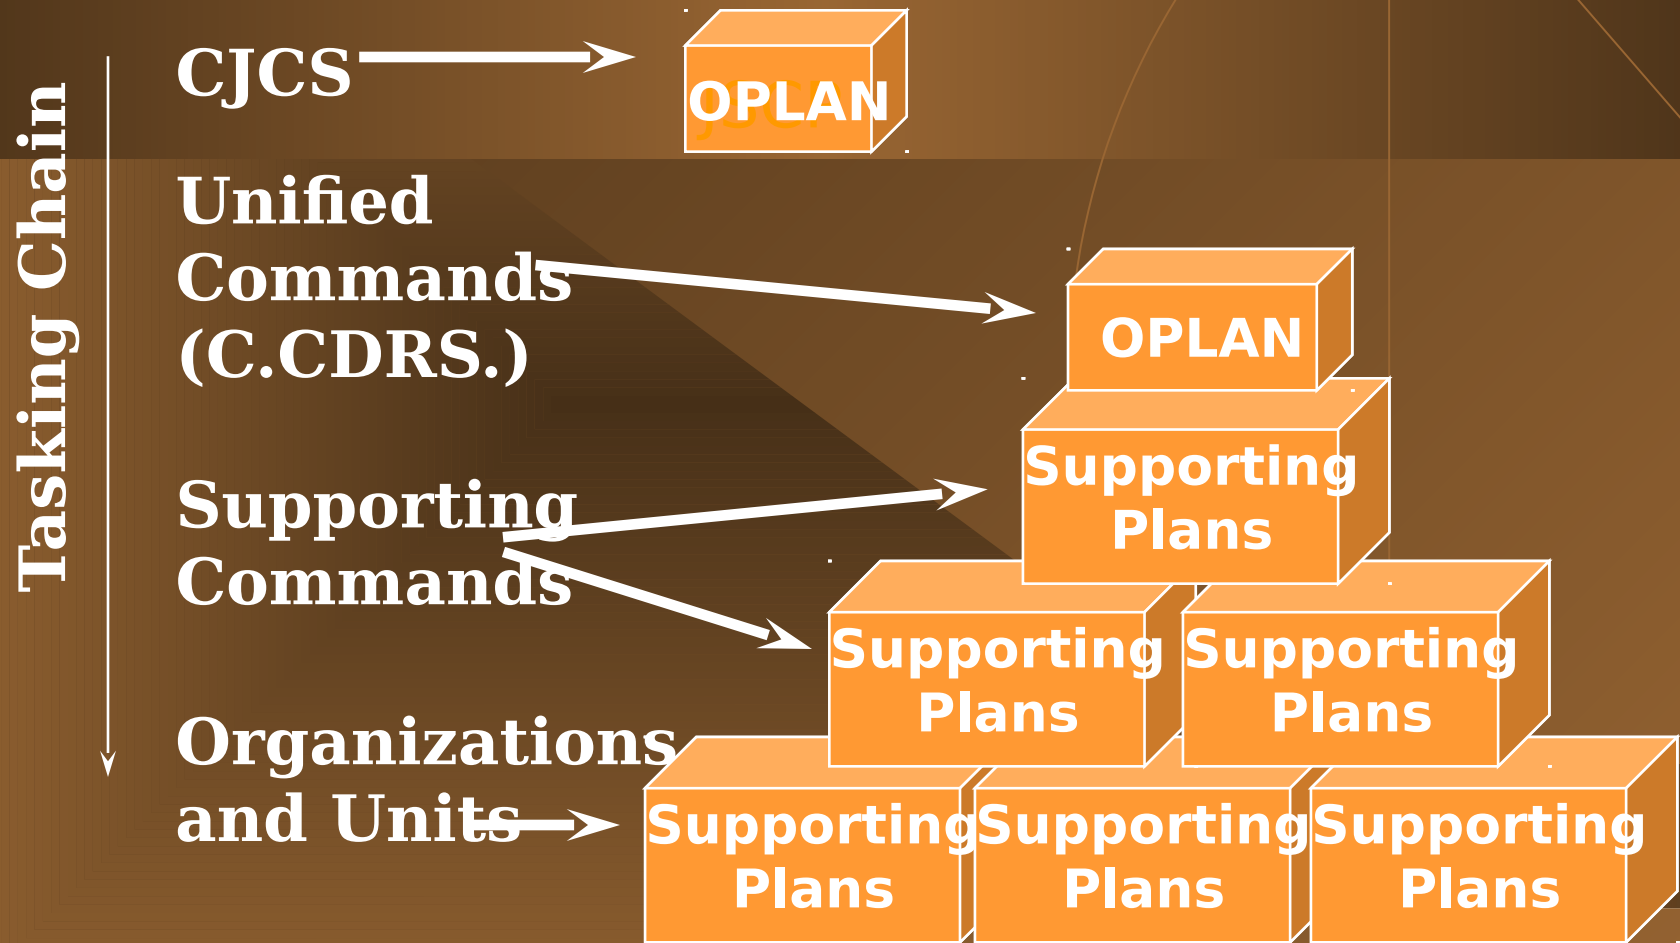 Tasking Chain
CJCS
OPLAN
Unified
Commands
(C.CDRS.)
OPLAN
Supporting
Commands
Supporting
Plans
Supporting
Plans
Supporting
Plans
Organizations
and Units
Supporting
Plans
Supporting
Plans
Supporting
Plans